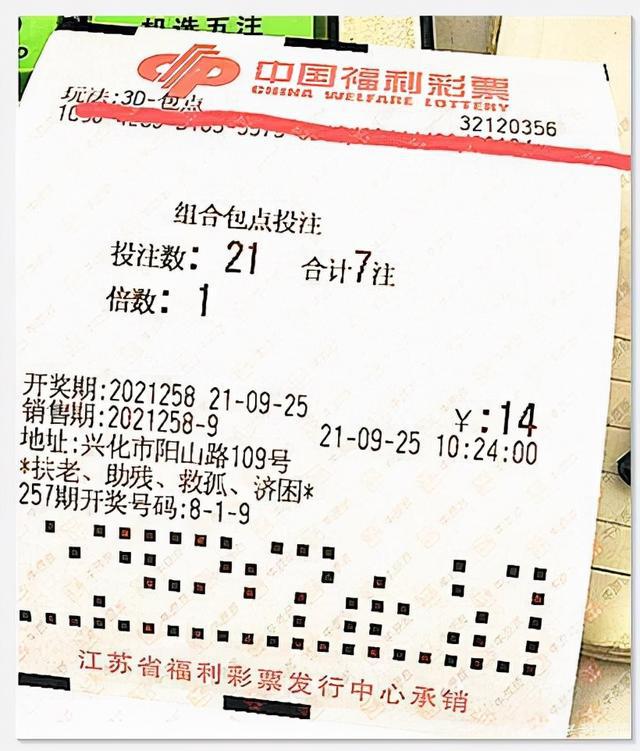 机选五注
中国福利彩票
CHINA WELFARE LOTTERY
玩法:3D-包点
32120356
组合包点投注
投注数: 21 合计7注
倍数: 1
开奖期:2021258 21-09-25
¥:14
销售期:2021258-9
21-09-25 10:24:00
地址:兴化市阳山路109号
*扶老、助残、救孤、济困*
257期开奖号码:8-1-9
江苏省福利彩票发行中心承销